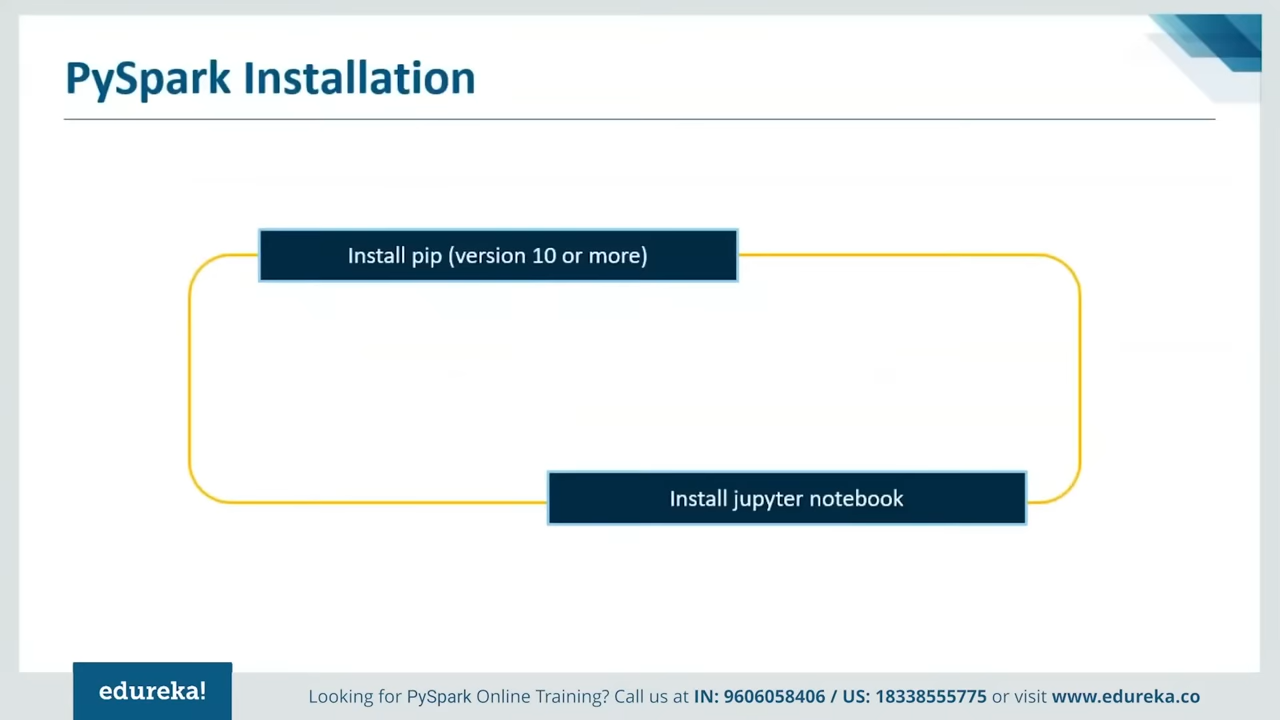 PySpark Installation
Install pip (version 10 or more)
Install jupyter notebook
edureka!
Looking for PySpark Online Training? Call us at IN: 9606058406 / US: 18338555775 or visit www.edureka.co